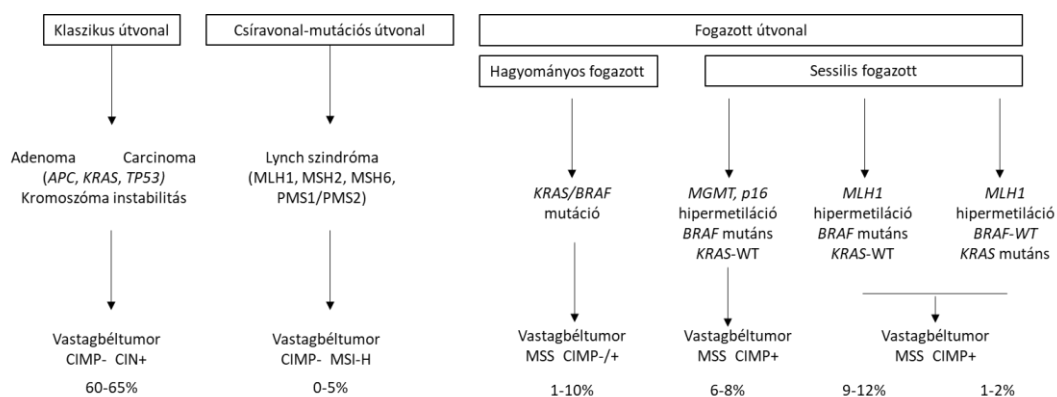 Klaszikus útvonal
Adenoma Carcinoma
(APC, KRAS, TP53)
Kromoszóma instabilitás
Vastagbéltumor
CIMP- CIN+
60-65%
Csíravonal-mutációs útvonal
Lynch szindróma
(MLH1, MSH2, MSH6,
PMS1/PMS2)
Vastagbéltumor
CIMP- MSI-H
0-5%
Fogazott útvonal
Hagyományos fogazott
KRAS/BRAF
mutáció
Vastagbéltumor
MSS CIMP-/+
1-10%
Sessilis fogazott
MGMT, p16
hipermetiláció
BRAF mutáns
KRAS-WT
Vastagbéltumor
MSS CIMP+
6-8%
MLH1
hipermetiláció
BRAF mutáns
KRAS-WT
MLH1
hipermetiláció
BRAF-WT
KRAS mutáns
Vastagbéltumor
MSS CIMP+
9-12%
1-2%